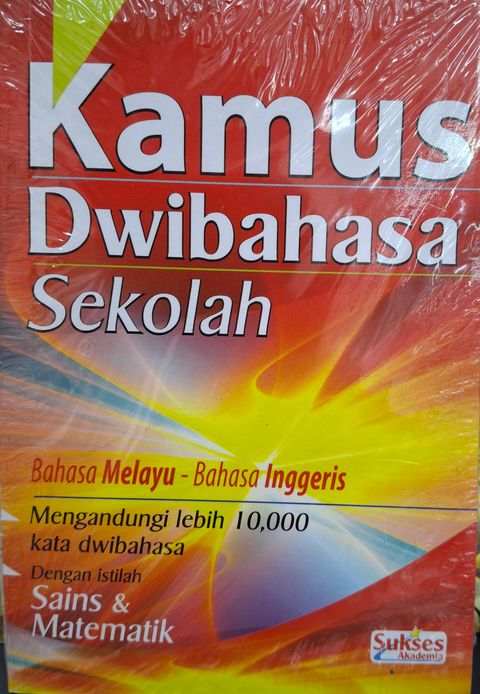 Kamus
Dwibahasa
Sekolah
Bahasa Melayu - Bahasa Inggeris
Mengandungi lebih 10,000
kata dwibahasa
Dengan istilah
Sains &
Matematik
Sukses
Akademia